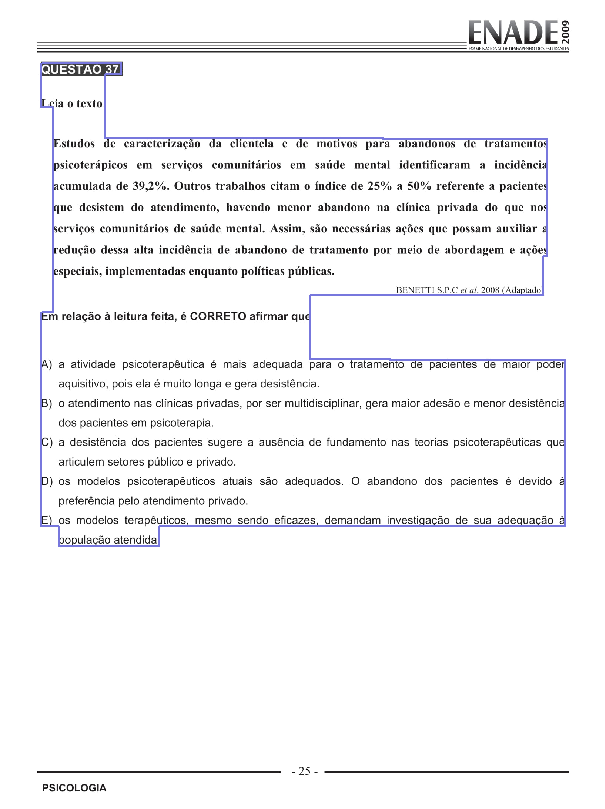 ENADE 2009
EXAME NACIONAL DE DESEMPENHO DOS ESTUDANTES
QUESTÃO 37
Leia o texto
Estudos de caracterização da clientela e de motivos para abandonos de tratamentos
psicoterápicos em serviços comunitários em saúde mental identificaram a incidência
acumulada de 39,2%. Outros trabalhos citam o índice de 25% a 50% referente a pacientes
que desistem do atendimento, havendo menor abandono na clínica privada do que nos
serviços comunitários de saúde mental. Assim, são necessárias ações que possam auxiliar a
redução dessa alta incidência de abandono de tratamento por meio de abordagem e ações
especiais, implementadas enquanto políticas públicas.
BENETTI S.P.C et al. 2008 (Adaptado)
Em relação à leitura feita, é CORRETO afirmar que
A) a atividade psicoterapêutica é mais adequada para o tratamento de pacientes de maior poder
aquisitivo, pois ela é muito longa e gera desistência.
B) o atendimento nas clínicas privadas, por ser multidisciplinar, gera maior adesão e menor desistência
dos pacientes em psicoterapia.
C) a desistência dos pacientes sugere a ausência de fundamento nas teorias psicoterapêuticas que
articulem setores público e privado.
D) os modelos psicoterapêuticos atuais são adequados. O abandono dos pacientes é devido à
preferência pelo atendimento privado.
E) os modelos terapêuticos, mesmo sendo eficazes, demandam investigação de sua adequação à
população atendida.
- 25 -
PSICOLOGIA